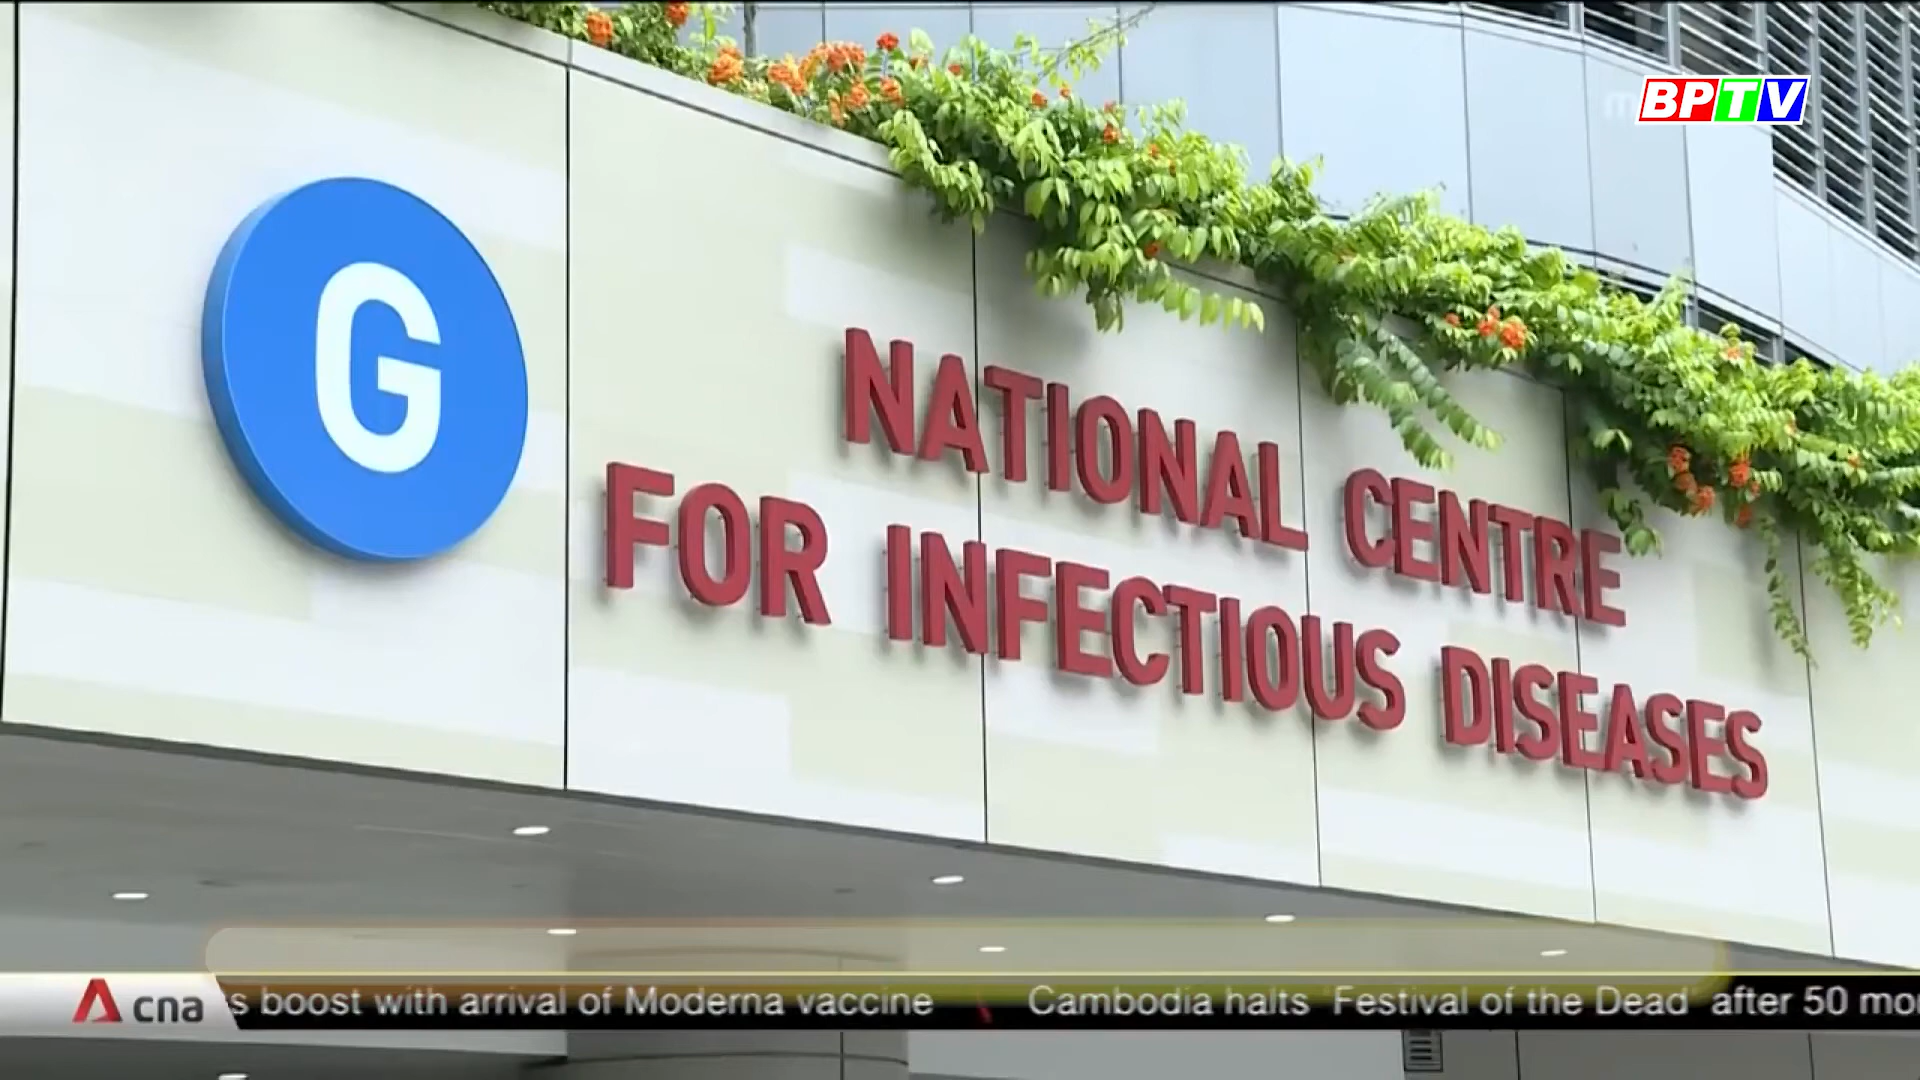 BPTV
G
NATIONAL CENTRE
FOR INFECTIOUS DISEASES
cna
s boost with arrival of Moderna vaccine
Cambodia halts 'Festival of the Dead' after 50